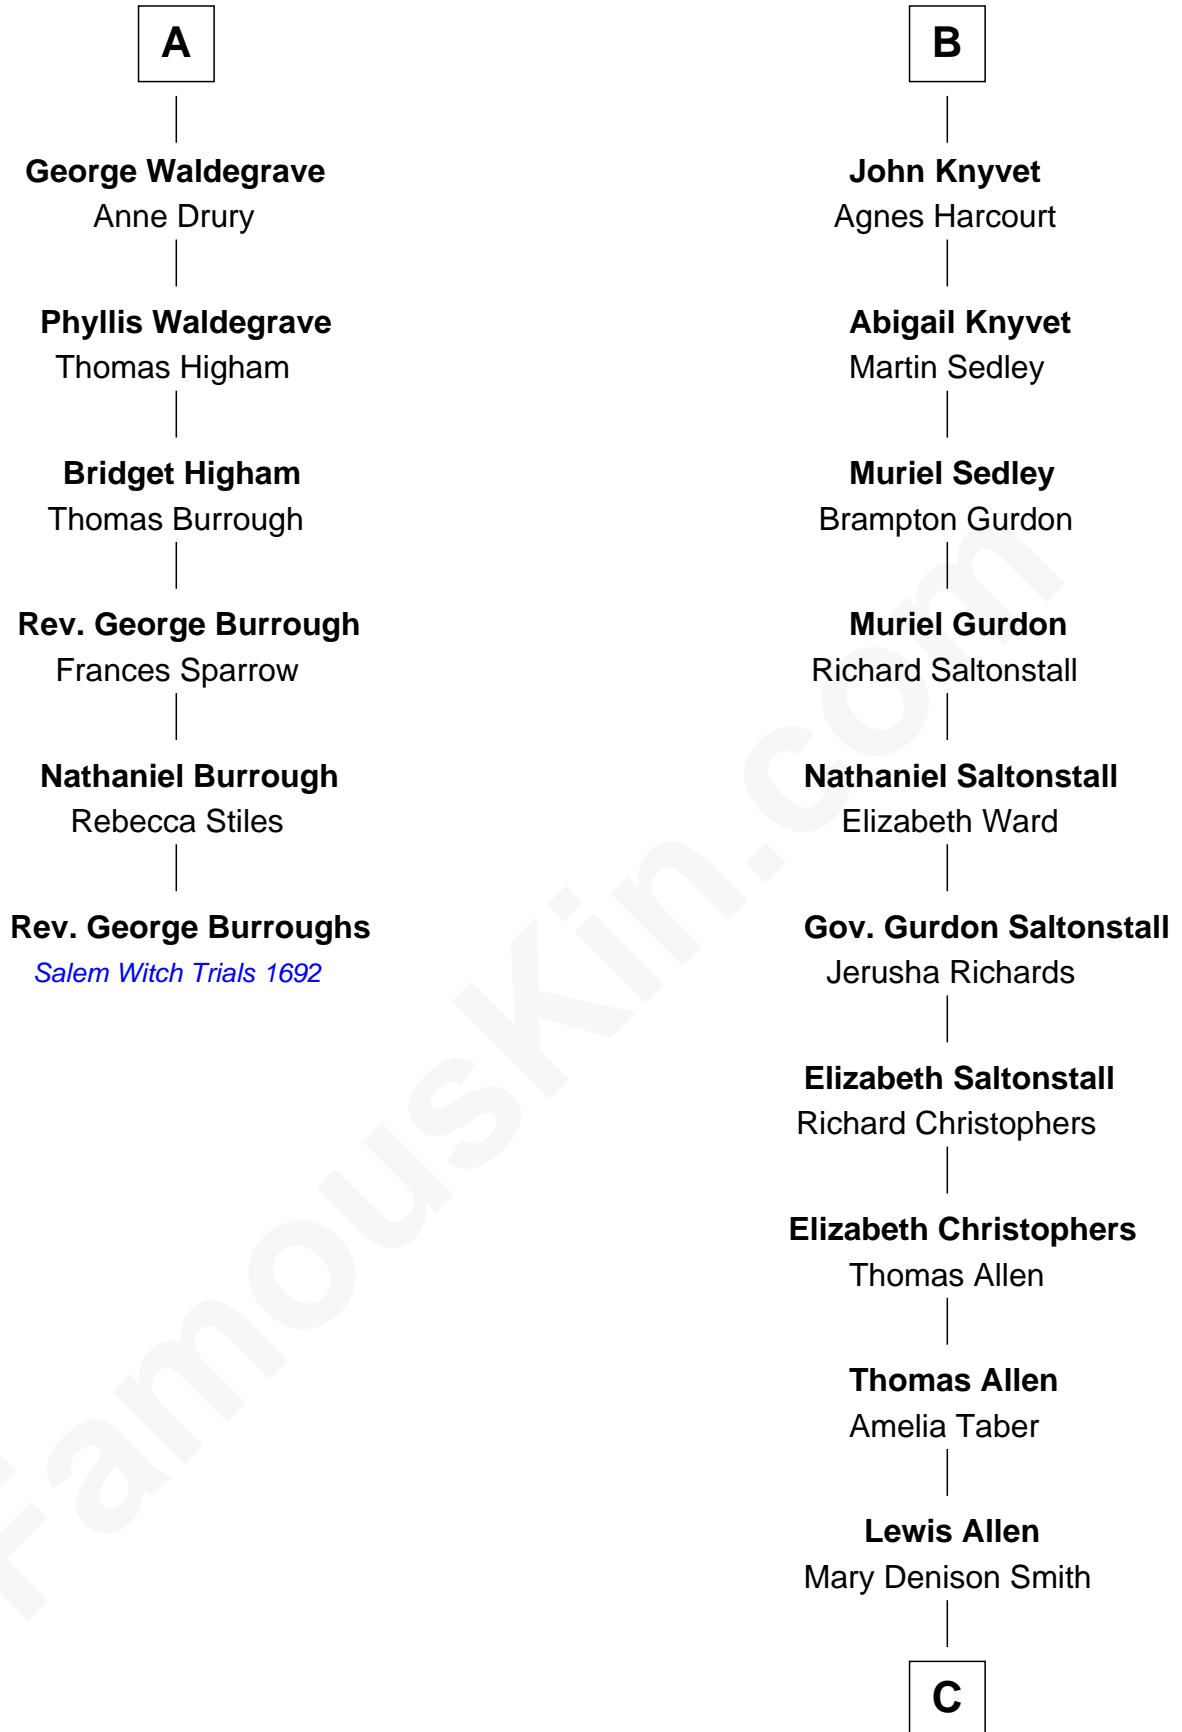 A
George Waldegrave
Anne Drury
Phyllis Waldegrave
Thomas Higham
Bridget Higham
Thomas Burrough
Rev. George Burrough
Frances Sparrow
Nathaniel Burrough
Rebecca Stiles
Rev. George Burroughs
Salem Witch Trials 1692
B
John Knyvet
Agnes Harcourt
Abigail Knyvet
Martin Sedley
Muriel Sedley
Brampton Gurdon
Muriel Gurdon
Richard Saltonstall
Nathaniel Saltonstall
Elizabeth Ward
Gov. Gurdon Saltonstall
Jerusha Richards
Elizabeth Saltonstall
Richard Christophers
Elizabeth Christophers
Thomas Allen
Thomas Allen
Amelia Taber
Lewis Allen
Mary Denison Smith
C
FamousKin.com